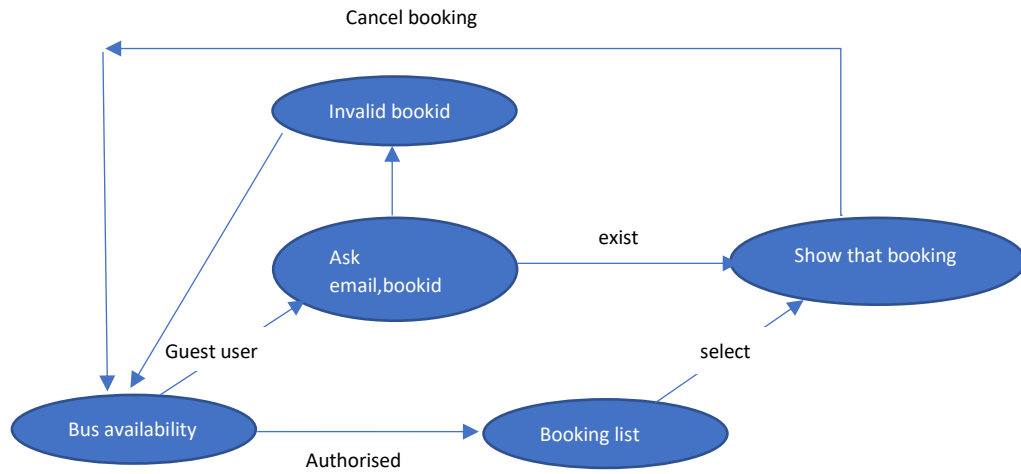 Cancel booking
Invalid bookid
exist
Ask
email,bookid
Show that booking
Guest user
select
Bus availability
Booking list
Authorised